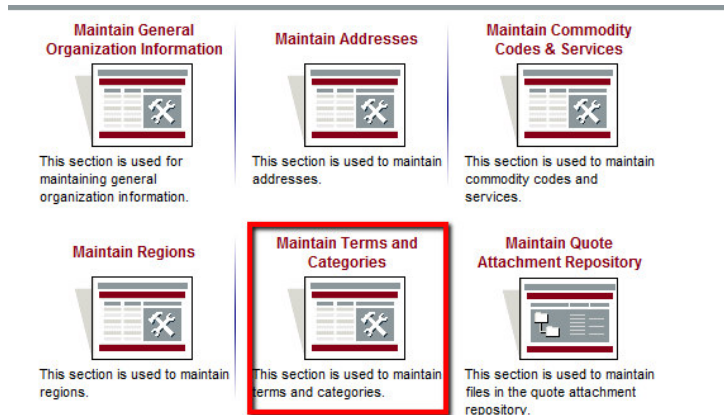 Maintain General
Organization Information
This section is used for
maintaining general
organization information.
Maintain Addresses
This section is used to maintain
addresses.
Maintain Commodity
Codes & Services
This section is used to maintain
commodity codes and
services.
Maintain Regions
This section is used to maintain
regions.
Maintain Terms and
Categories
This section is used to maintain
terms and categories.
Maintain Quote
Attachment Repository
This section is used to maintain
files in the quote attachment
repository.